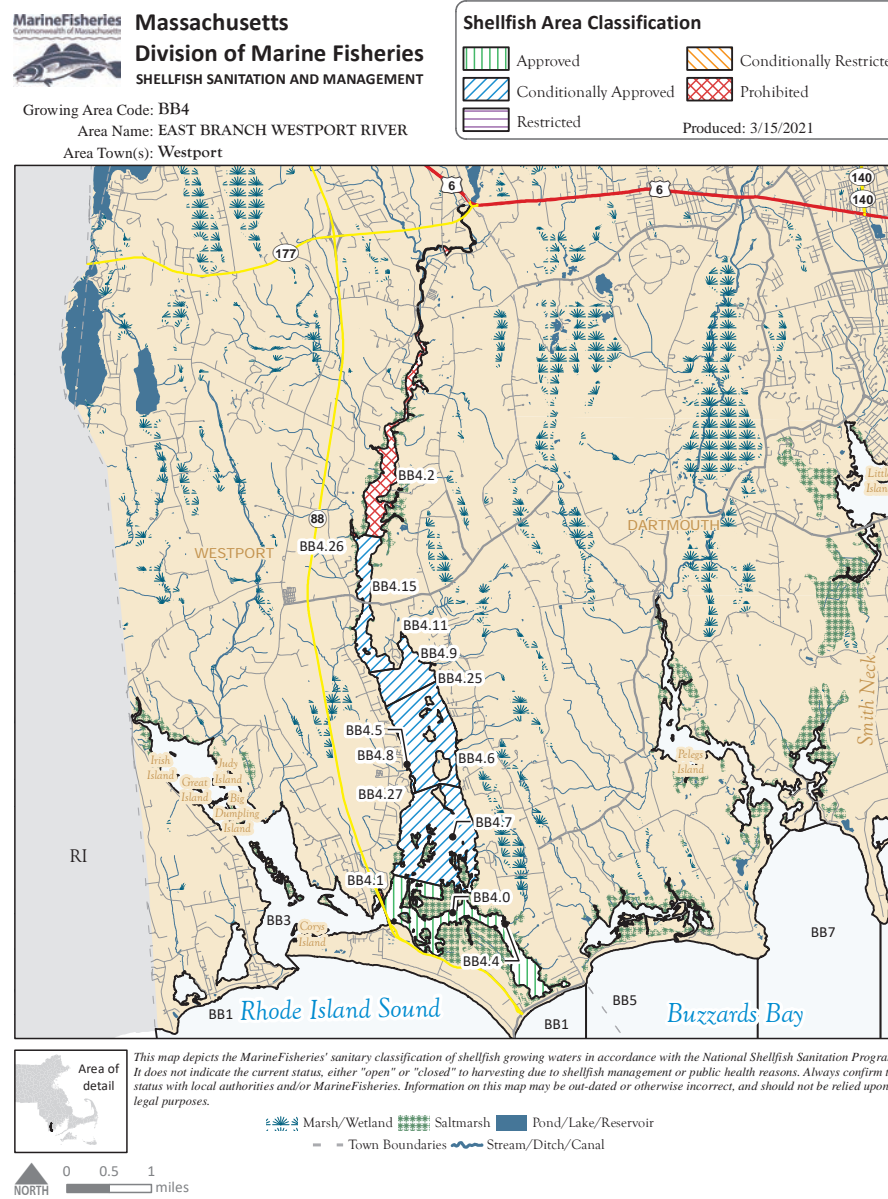 MarineFisheries
Commonwealth of Massachusetts
Massachusetts
Division of Marine Fisheries
SHELLFISH SANITATION AND MANAGEMENT
Growing Area Code: BB4
Area Name: EAST BRANCH WESTPORT RIVER
Area Town(s): Westport
Shellfish Area Classification
Approved
Conditionally Approved
Restricted
Conditionally Restricte
Prohibited
Produced: 3/15/2021
6
6
140
140
177
88
BB4.2
Little
Islan
DARTMOUTH
WESTPORT
BB4.26
BB4.15
BB4.11
BB4.9
BB4.25
Smith Neck
BB4.5
BB4.8
BB4.6
BB4.27
BB4.7
Irish
Island
Great
Island
Judy
Island
Big
Dumpling
Island
Pelegs
Island
RI
BB4.1
BB4.0
BB4.4
BB3
Corys
Island
BB7
BB1
Rhode Island Sound
BB1
BB5
Buzzards Bay
Area of
detail
This map depicts the MarineFisheries' sanitary classification of shellfish growing waters in accordance with the National Shellfish Sanitation Progra
It does not indicate the current status, either "open" or "closed" to harvesting due to shellfish management or public health reasons. Always confirm t
status with local authorities and/or MarineFisheries. Information on this map may be out-dated or otherwise incorrect, and should not be relied upon
legal purposes.
Marsh/Wetland Saltmarsh Pond/Lake/Reservoir
Town Boundaries Stream/Ditch/Canal
NORTH
0 0.5 1
miles